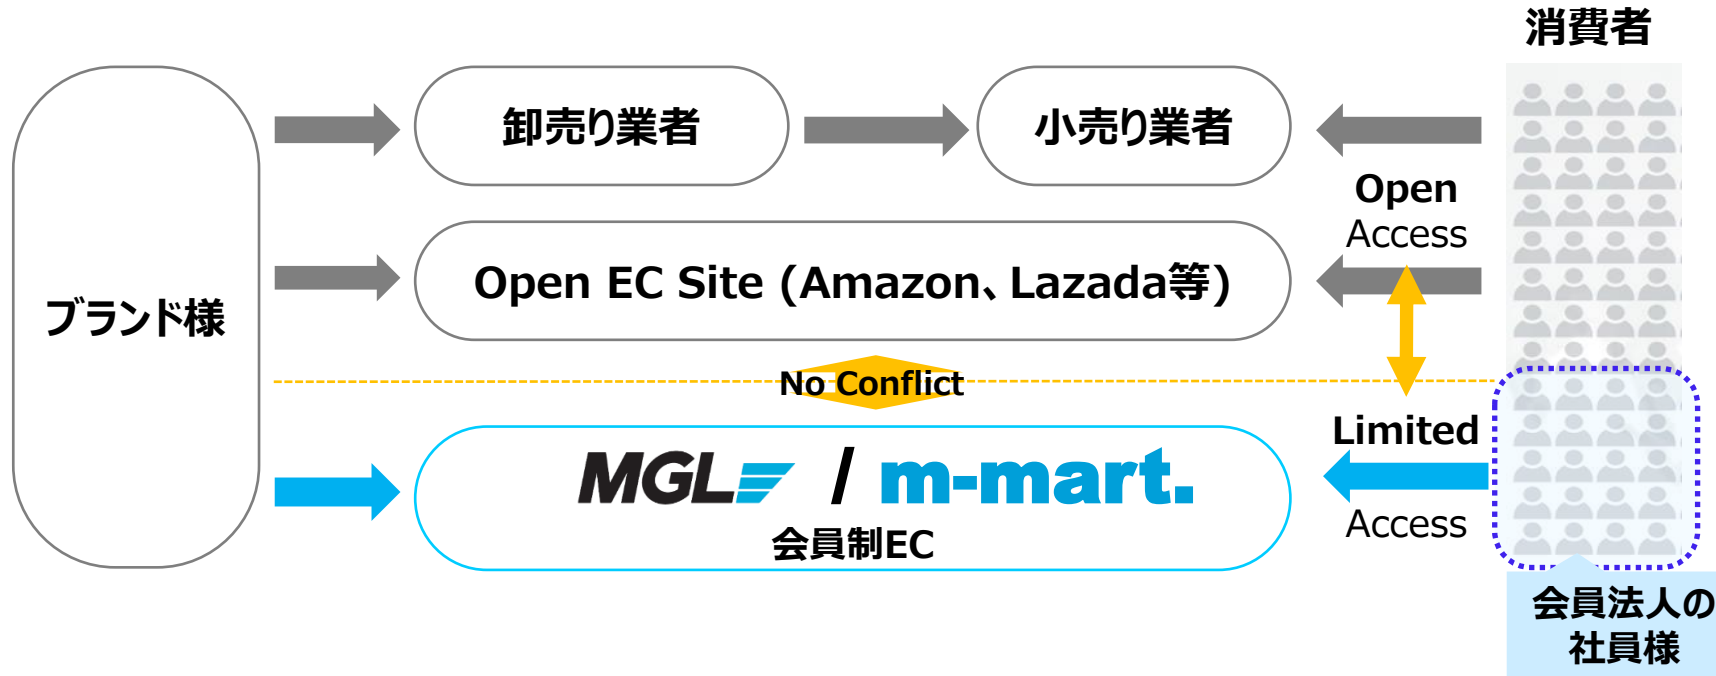 消費者
卸売り業者
小売り業者
Open
Access
Open EC Site (Amazon、Lazada等)
ブランド様
No Conflict
Limited
MGL / m-mart.
Access
会員制EC
会員法人の
社員様